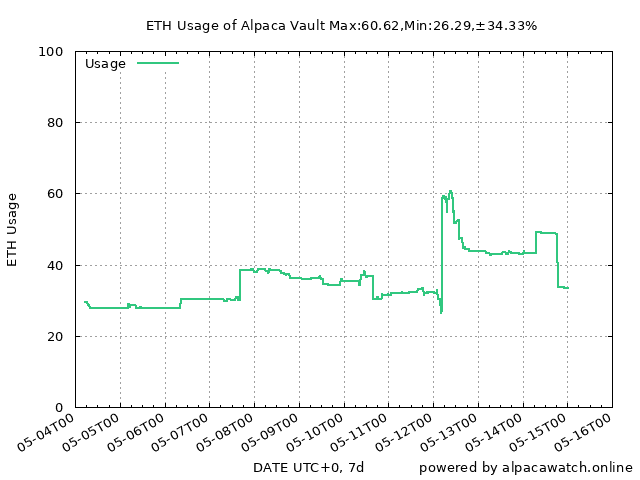 ETH Usage of Alpaca Vault Max:60.62,Min:26.29,±34.33%
Usage
100
80
60
40
20
0
ETH Usage
05-04T00
05-05T00
05-06T00
05-07T00
05-08T00
05-09T00
05-10T00
05-11T00
05-12T00
05-13T00
05-14T00
05-15T00
05-16T00
DATE UTC+0, 7d
powered by alpacawatch.online